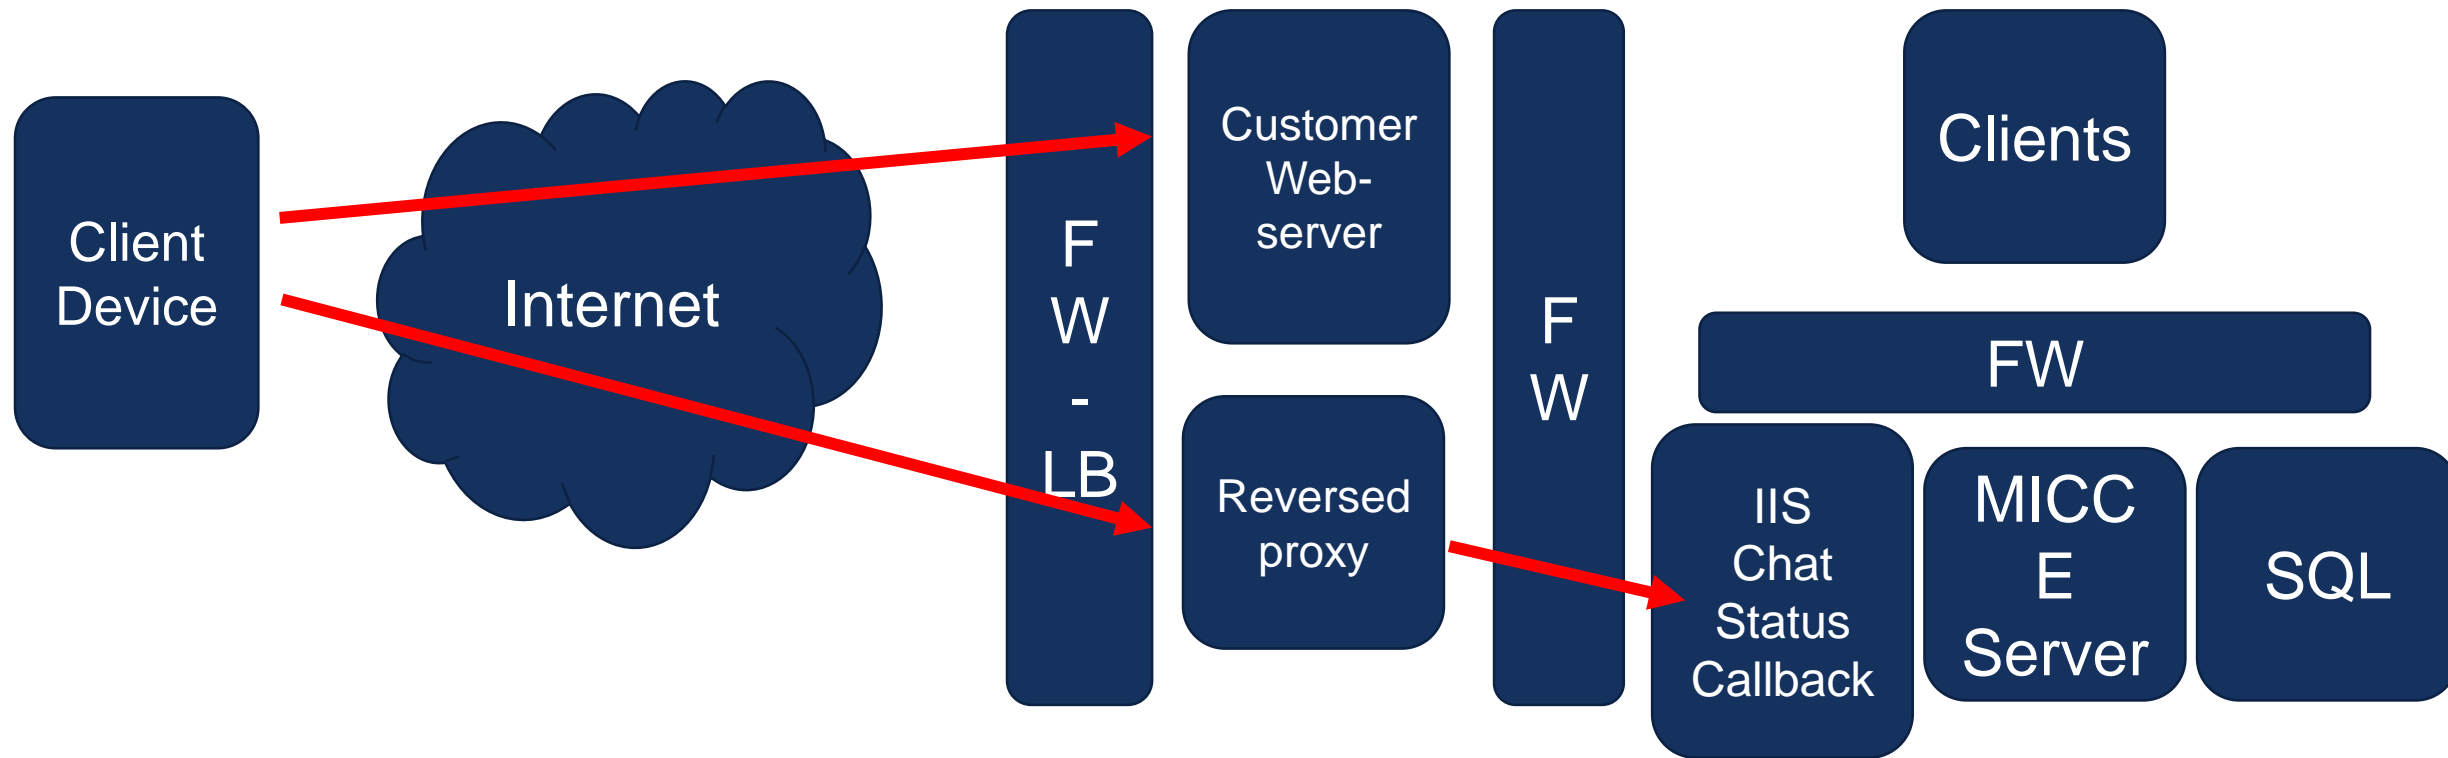 Client
Device
Internet
F
W
-
LB
Customer
Web-
server
Reversed
proxy
F
W
Clients
FW
IIS
Chat
Status
Callback
MICC
E
Server
SQL